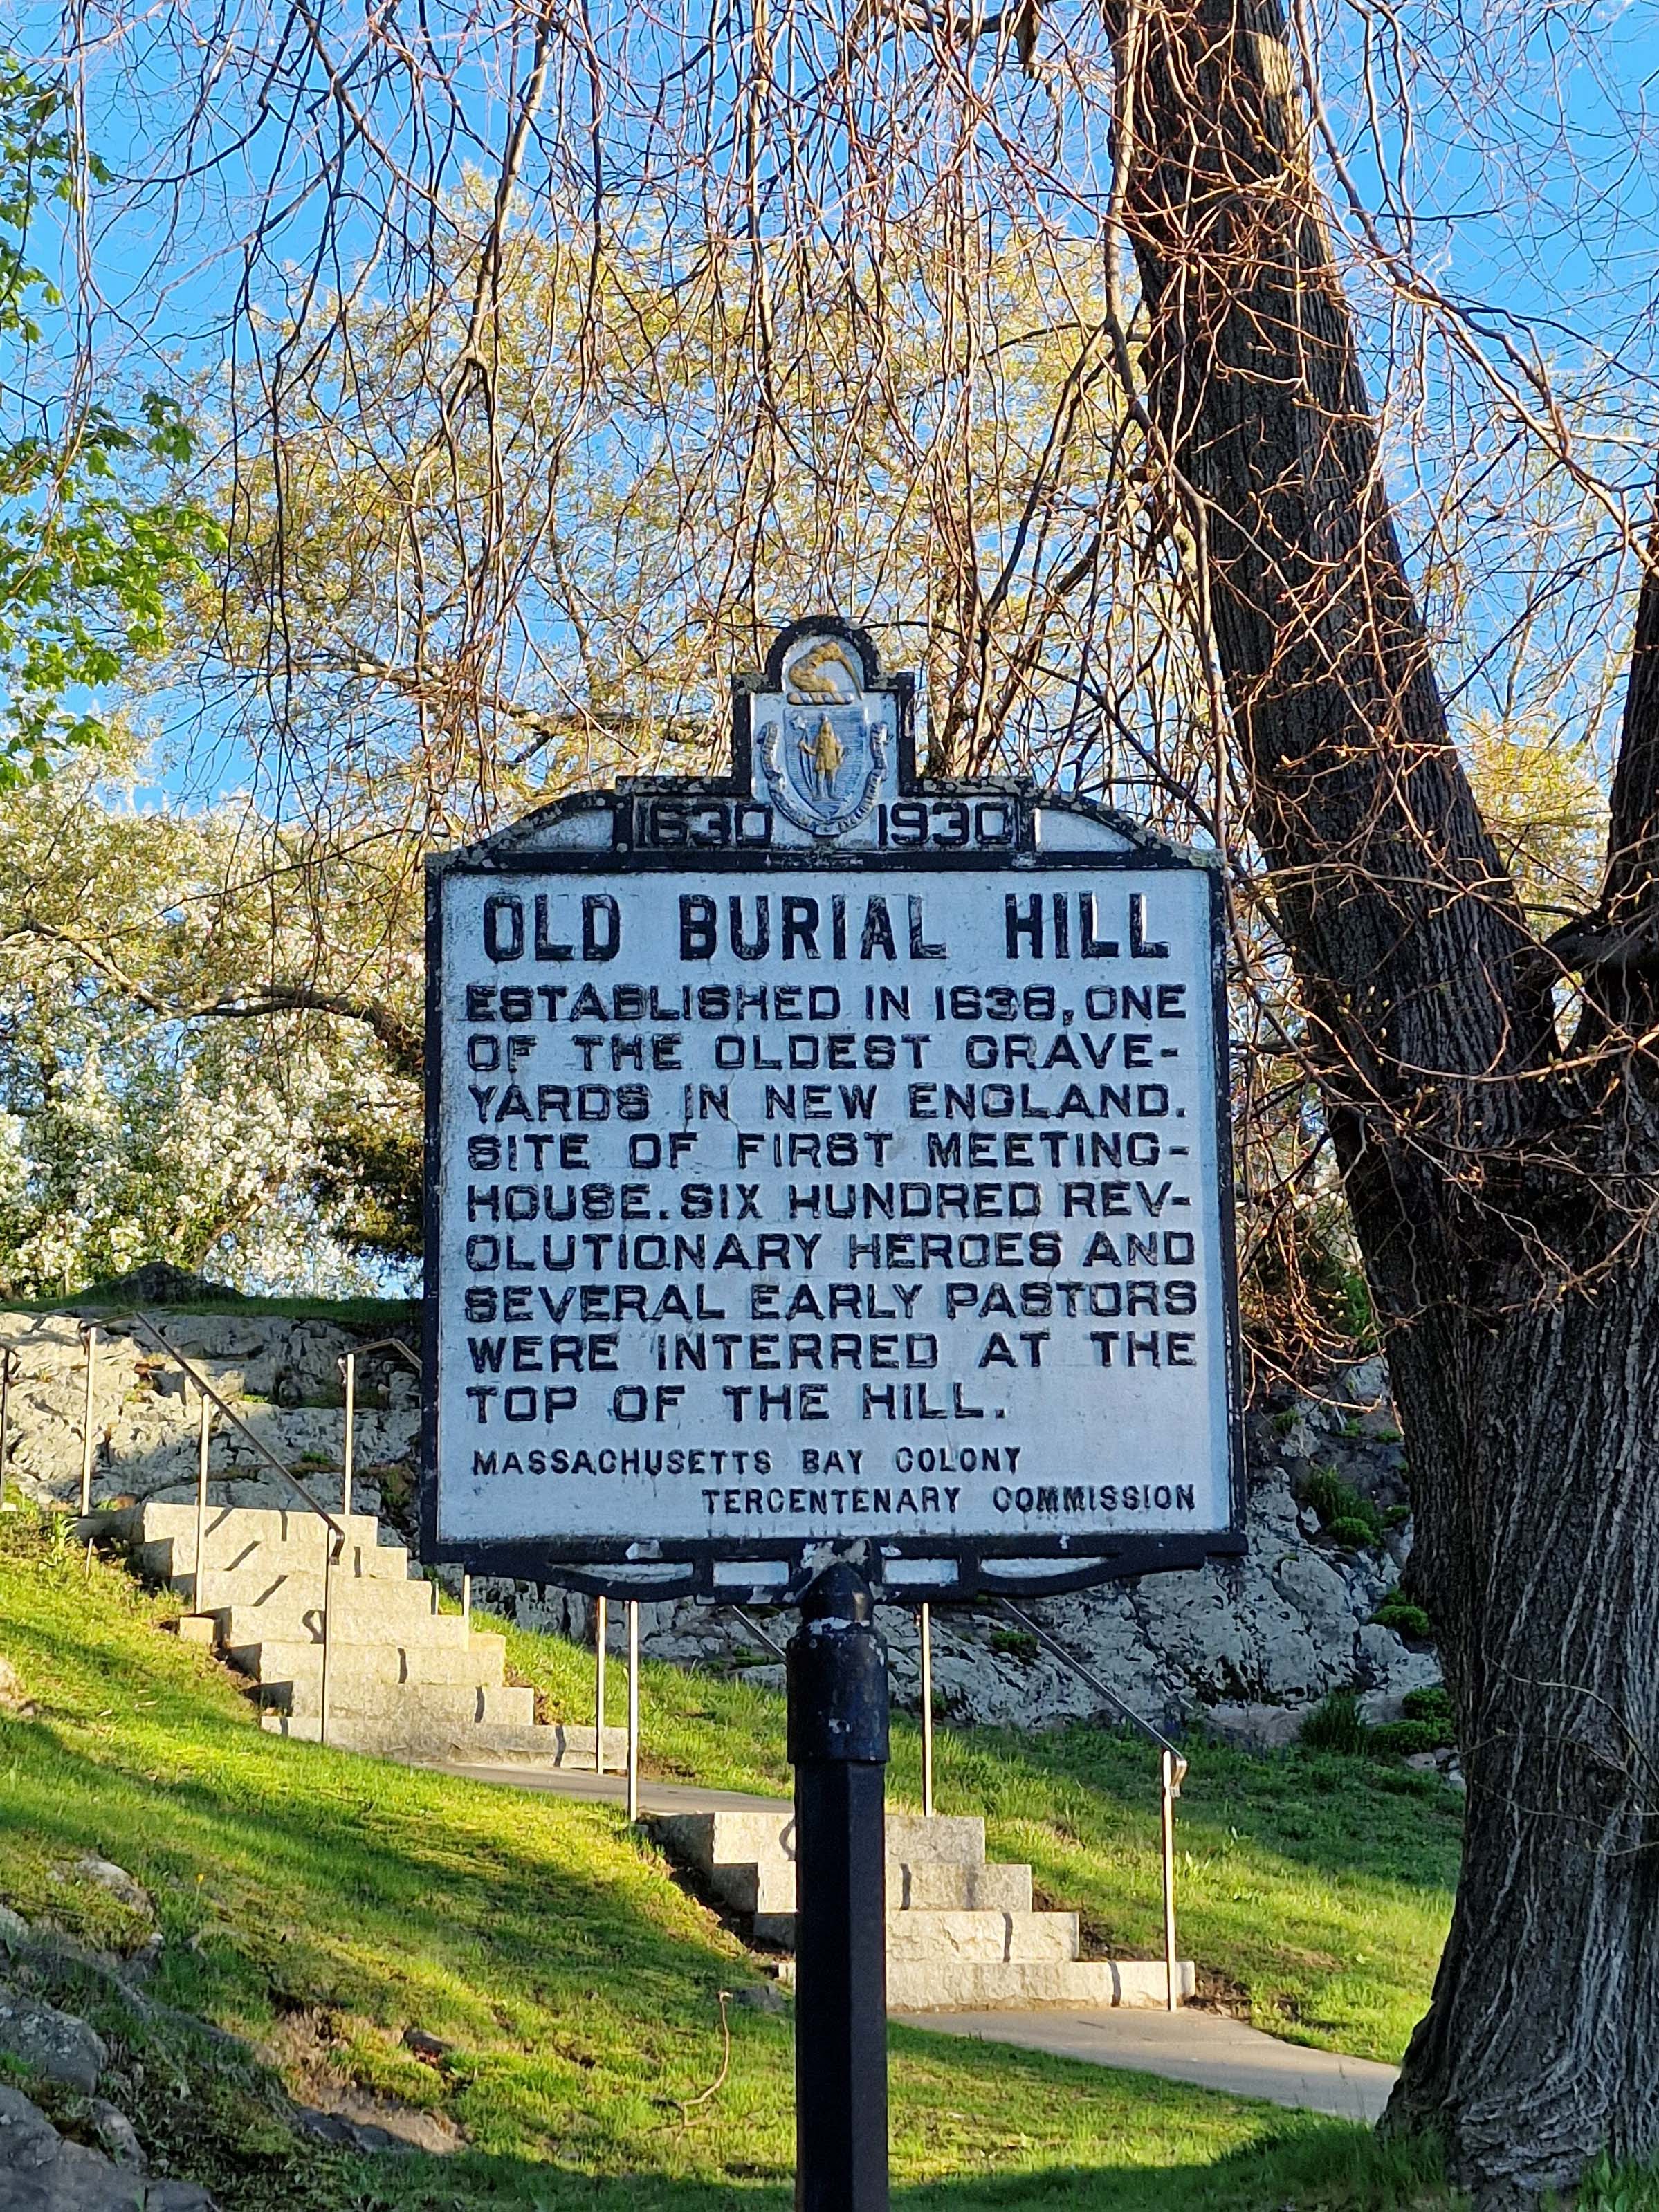 1630 1930
OLD BURIAL HILL
ESTABLISHED IN 1638, ONE
OF THE OLDEST GRAVE-
YARDS IN NEW ENGLAND.
SITE OF FIRST MEETING-
HOUSE. SIX HUNDRED REV-
OLUTIONARY HEROES AND
SEVERAL EARLY PASTORS
WERE INTERRED AT THE
TOP OF THE HILL.
MASSACHUSETTS BAY COLONY
TERCENTENARY COMMISSION